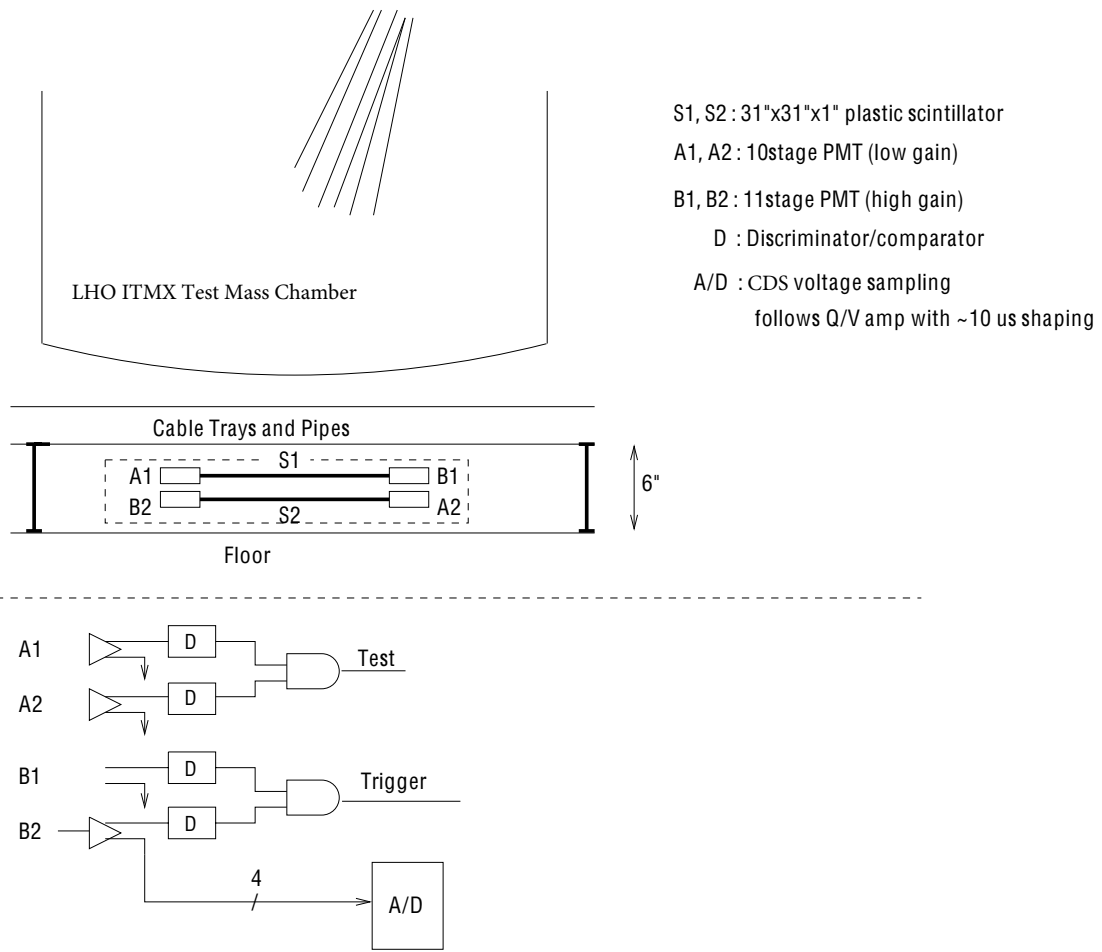 S1, S2 : 31"x31"x1" plastic scintillator
A1, A2 : 10stage PMT (low gain)
B1, B2 : 11stage PMT (high gain)
D : Discriminator/comparator
A/D : CDS voltage sampling
follows Q/V amp with ~10 us shaping
LHO ITMX Test Mass Chamber
Cable Trays and Pipes
S1
A1
B1
6"
B2
A2
S2
Floor
A1
D
Test
A2
D
B1
D
Trigger
B2
D
4
A/D